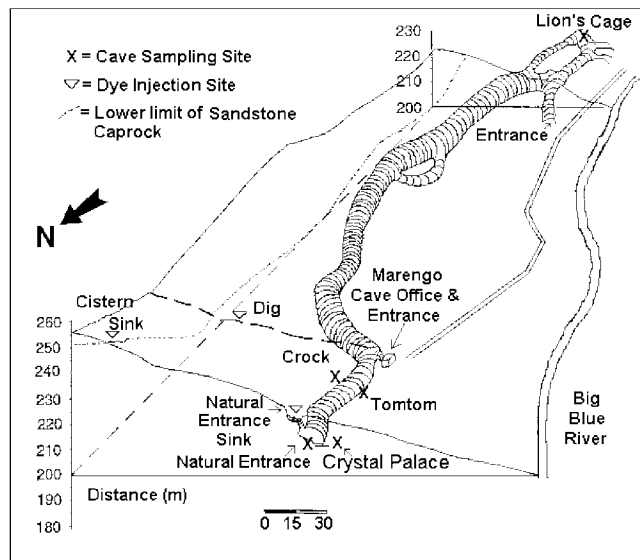 Lion's Cage
X = Cave Sampling Site
= Dye Injection Site
= Lower limit of Sandstone
Caprock
230
220
210
200
Entrance
N
Marengo
Cave Office &
Entrance
Cistern
Sink
Dig
260
250
240
230
220
210
200
190
180
Crock
Tomtom
Natural
Entrance
Sink
Natural Entrance
Crystal Palace
Big
Blue
River
Distance (m)
0 15 30